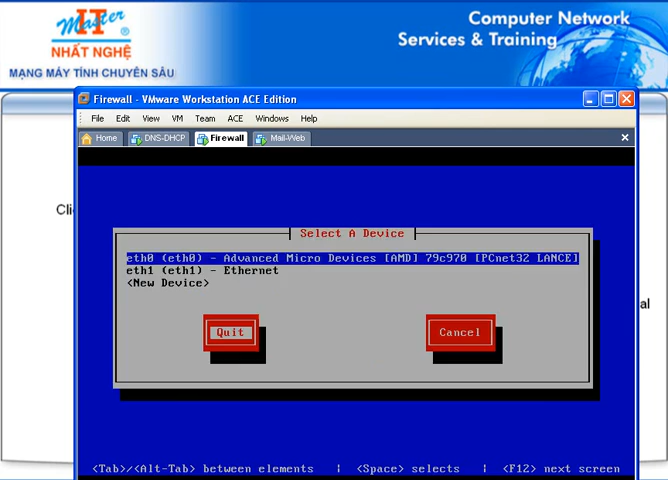 iT
Master
NHẤT NGHỆ
MẠNG MÁY TÍNH CHUYÊN SÂU
Computer Network
Services & Training
Firewall - VMware Workstation ACE Edition
File Edit View VM Team ACE Windows Help
Home DNS-DHCP Firewall Mail-Web
Cli
al
Select A Device
eth0 (eth0) - Advanced Micro Devices [AMD] 79c970 [PCnet32 LANCE]
eth1 (eth1) - Ethernet
<New Device>
Quit Cancel
<Tab>/<Alt-Tab> between elements | <Space> selects | <F12> next screen